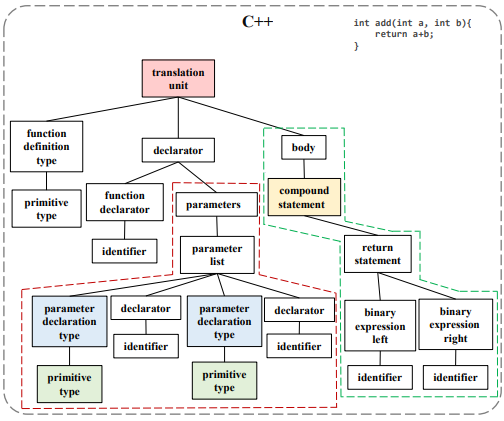 C++
int add(int a, int b){
return a+b;
}
translation
unit
function
definition
type
declarator
body
primitive
type
function
declarator
parameters
compound
statement
identifier
parameter
list
return
statement
parameter
declaration
type
declarator
parameter
declaration
type
declarator
binary
expression
left
binary
expression
right
identifier
identifier
primitive
type
primitive
type
identifier
identifier